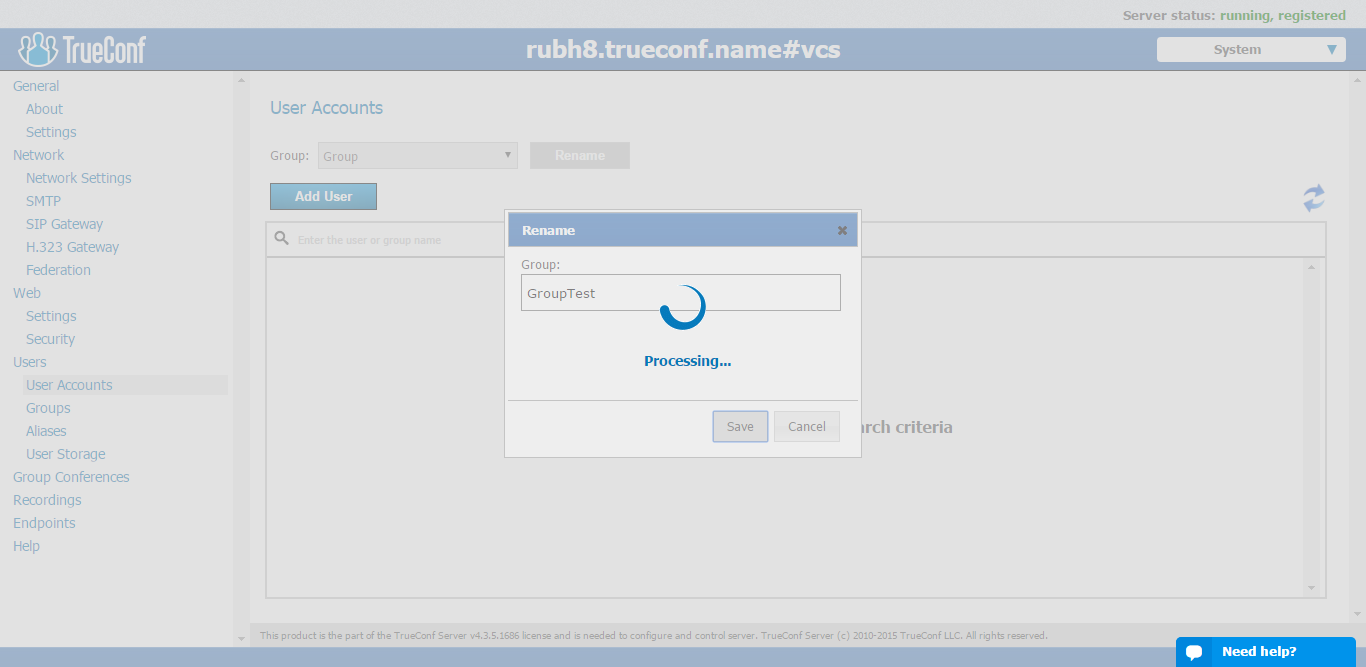 Server status: running, registered
TrueConf
rubh8.trueconf.name#vcs
System
General
About
Settings
Network
Network Settings
SMTP
SIP Gateway
H.323 Gateway
Federation
Web
Settings
Security
Users
User Accounts
Groups
Aliases
User Storage
Group Conferences
Recordings
Endpoints
Help
User Accounts
Group: Group Rename
Add User
Enter the user or group name
Rename
Group:
GroupTest
Processing...
Save Cancel
criteria
This product is the part of the TrueConf Server v4.3.5.1686 license and is needed to configure and control server. TrueConf Server (c) 2010-2015 TrueConf LLC. All rights reserved.
Need help?